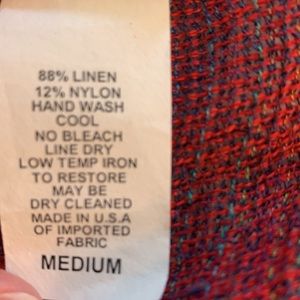 88% LINEN
12% NYLON
HAND WASH
COOL
NO BLEACH
LINE DRY
LOW TEMP IRON
TO RESTORE
MAY BE
DRY CLEANED
MADE IN U.S.A
OF IMPORTED
FABRIC
MEDIUM